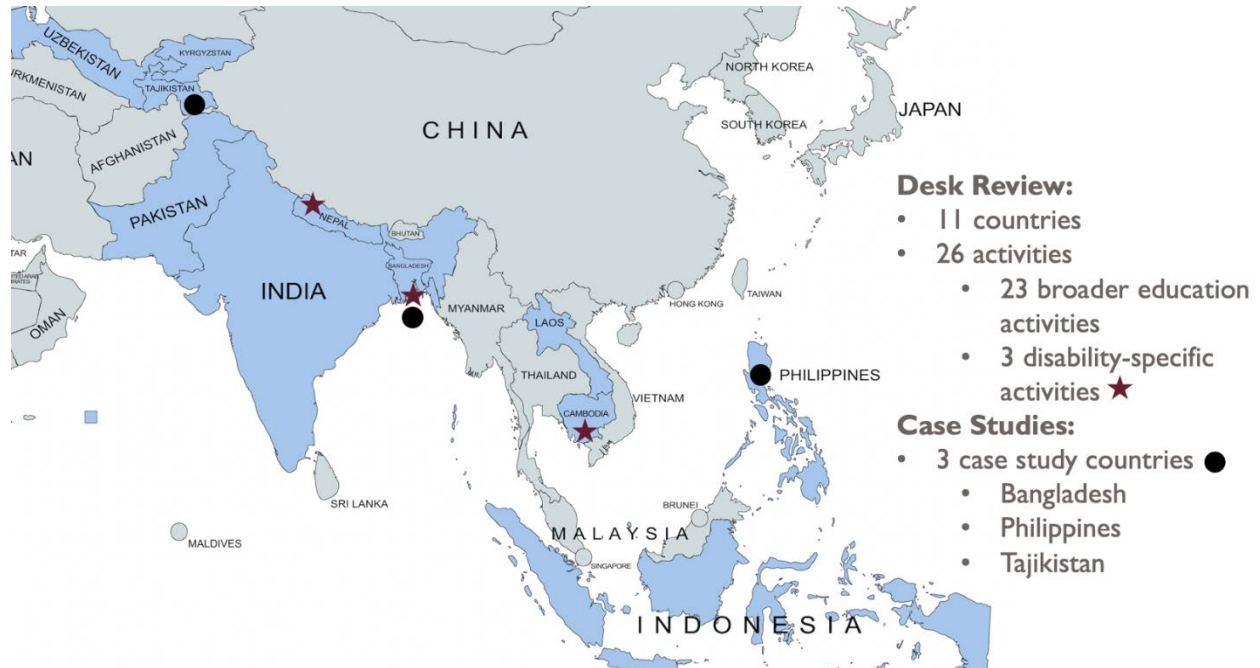 UZBEKISTAN
KYRGYZSTAN
TAJIKISTAN
AFGHANISTAN
AN
PAKISTAN
OMAN
CHINA
NORTH KOREA
SOUTH KOREA
JAPAN
NEPAL
BHUTAN
BANGLADESH
INDIA
MYANMAR
LAOS
THAILAND
CAMBODIA
VIETNAM
HONG KONG
TAIWAN
PHILIPPINES
SRI LANKA
MALDIVES
BRUNEI
MALAYSIA
SINGAPORE
INDONESIA
Desk Review:
• 11 countries
• 26 activities
• 23 broader education
activities
• 3 disability-specific
activities
Case Studies:
• 3 case study countries
• Bangladesh
• Philippines
• Tajikistan